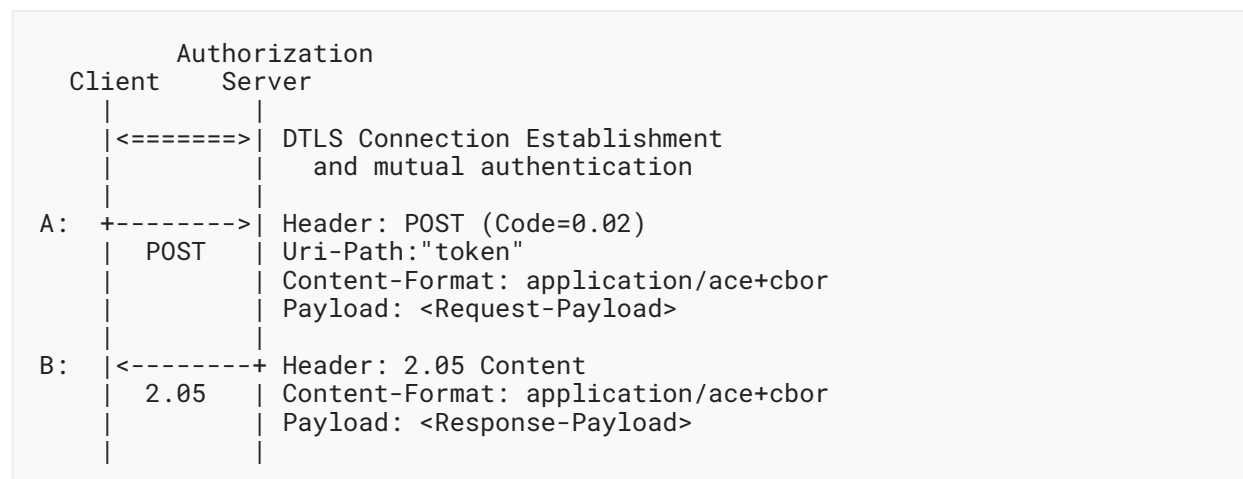 Authorization
  Client    Server
    |         |
    |<=======>| DTLS Connection Establishment
    |         |   and mutual authentication
    |         |
A:  +-------->| Header: POST (Code=0.02)
    |  POST   | Uri-Path:"token"
    |         | Content-Format: application/ace+cbor
    |         | Payload: <Request-Payload>
    |         |
B:  |<--------+ Header: 2.05 Content
    |  2.05   | Content-Format: application/ace+cbor
    |         | Payload: <Response-Payload>
    |         |